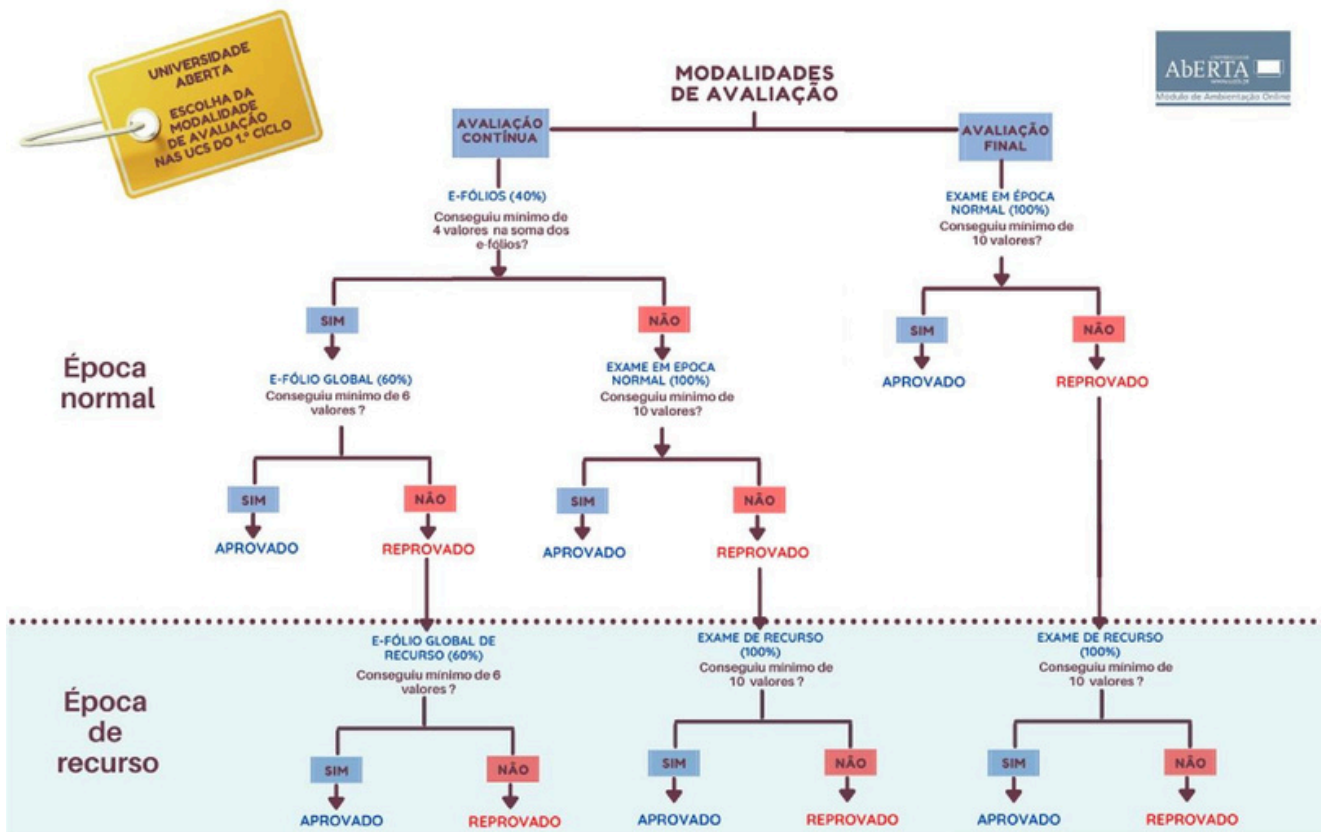 UNIVERSIDADE
ABERTA
ESCOLHA DA
MODALIDADE
DE AVALIAÇÃO
NAS UCS DO 1.º CICLO
MODALIDADES
DE AVALIAÇÃO
AbERTA
Módulo de Ambientação Online
AVALIAÇÃO
CONTÍNUA
AVALIAÇÃO
FINAL
E-FÓLIOS (40%)
Conseguiu mínimo de
4 valores na soma dos
e-fólios?
EXAME EM ÉPOCA
NORMAL (100%)
Conseguiu mínimo de
10 valores?
SIM
NÃO
SIM
NÃO
Época
normal
E-FÓLIO GLOBAL (60%)
Conseguiu mínimo de 6
valores ?
EXAME EM ÉPOCA
NORMAL (100%)
Conseguiu mínimo de
10 valores?
APROVADO
REPROVADO
SIM
NÃO
SIM
NÃO
APROVADO
REPROVADO
APROVADO
REPROVADO
Época
de
recurso
E-FÓLIO GLOBAL DE
RECURSO (60%)
Conseguiu mínimo de 6
valores ?
EXAME DE RECURSO
(100%)
Conseguiu mínimo de
10 valores ?
EXAME DE RECURSO
(100%)
Conseguiu mínimo de
10 valores ?
SIM
NÃO
SIM
NÃO
SIM
NÃO
APROVADO
REPROVADO
APROVADO
REPROVADO
APROVADO
REPROVADO